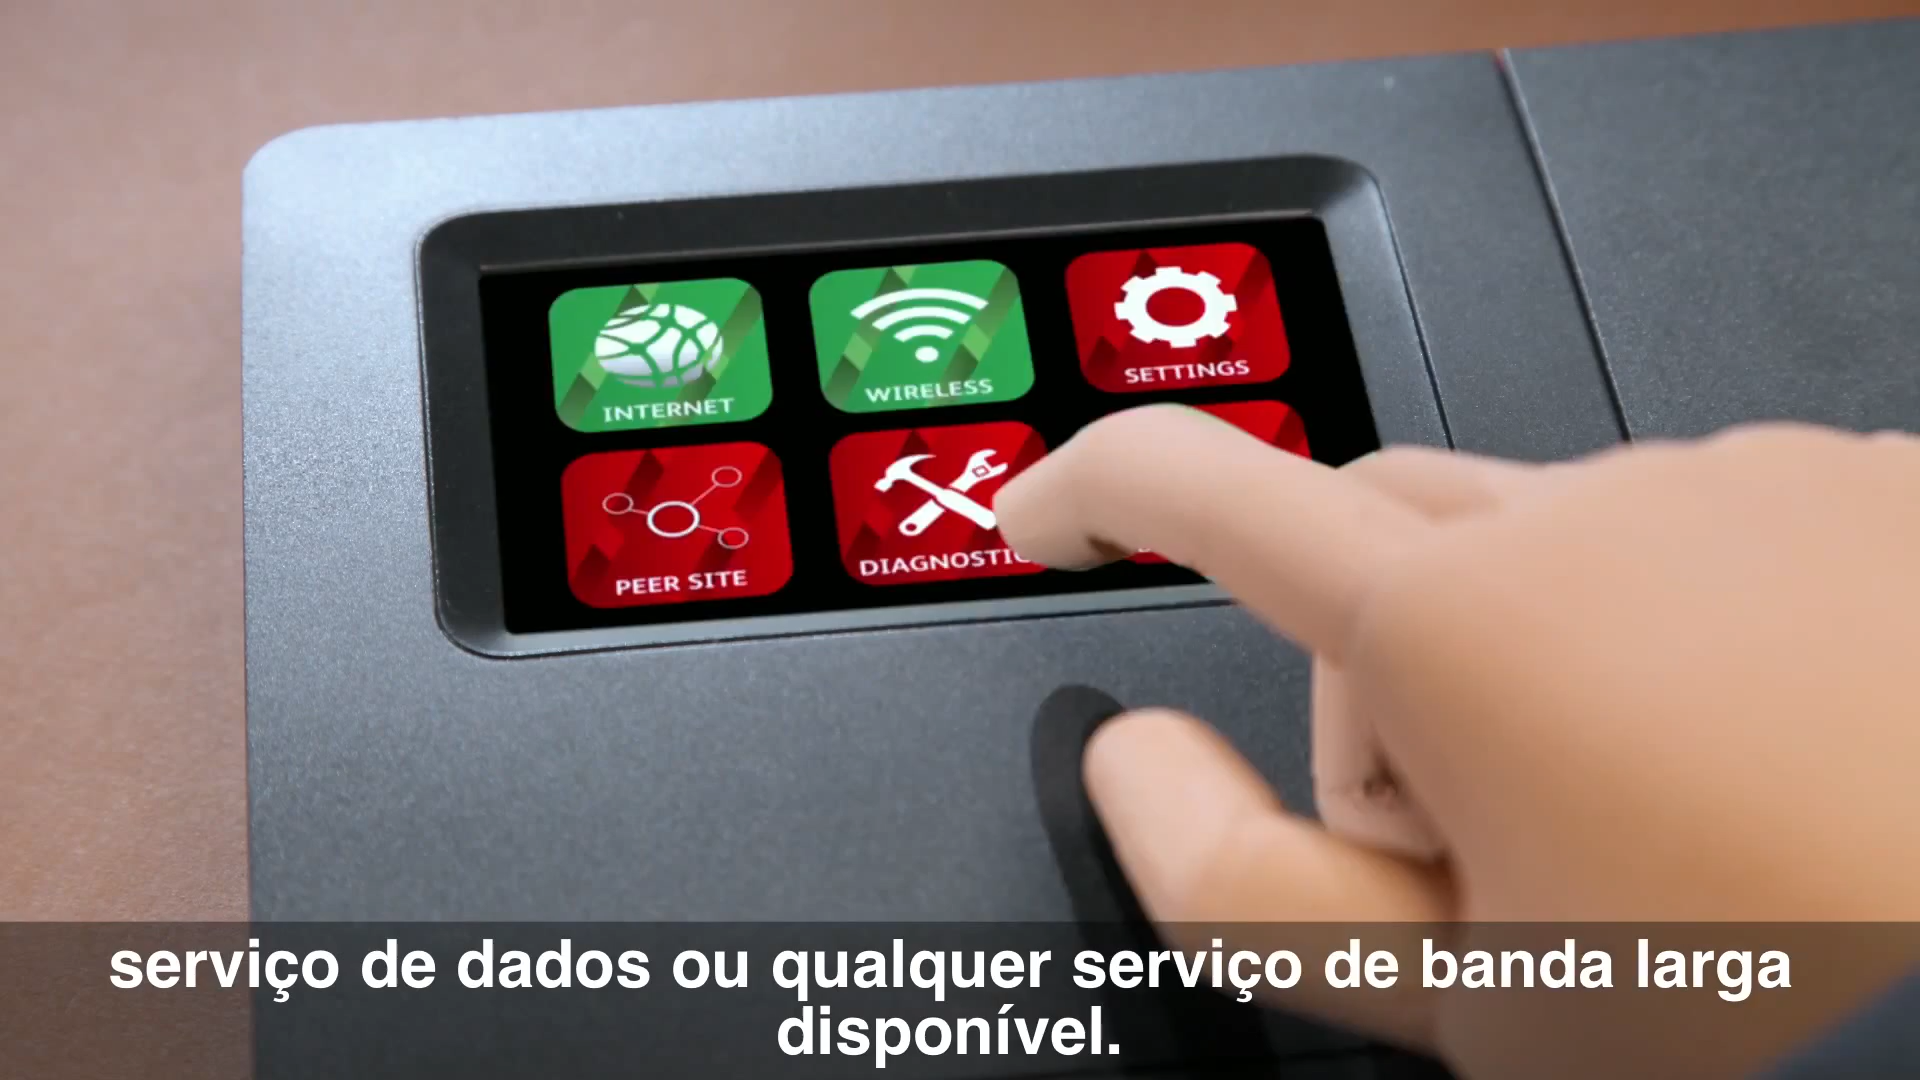 INTERNET
WIRELESS
SETTINGS
PEER SITE
serviço de dados ou qualquer serviço de banda larga
disponível.